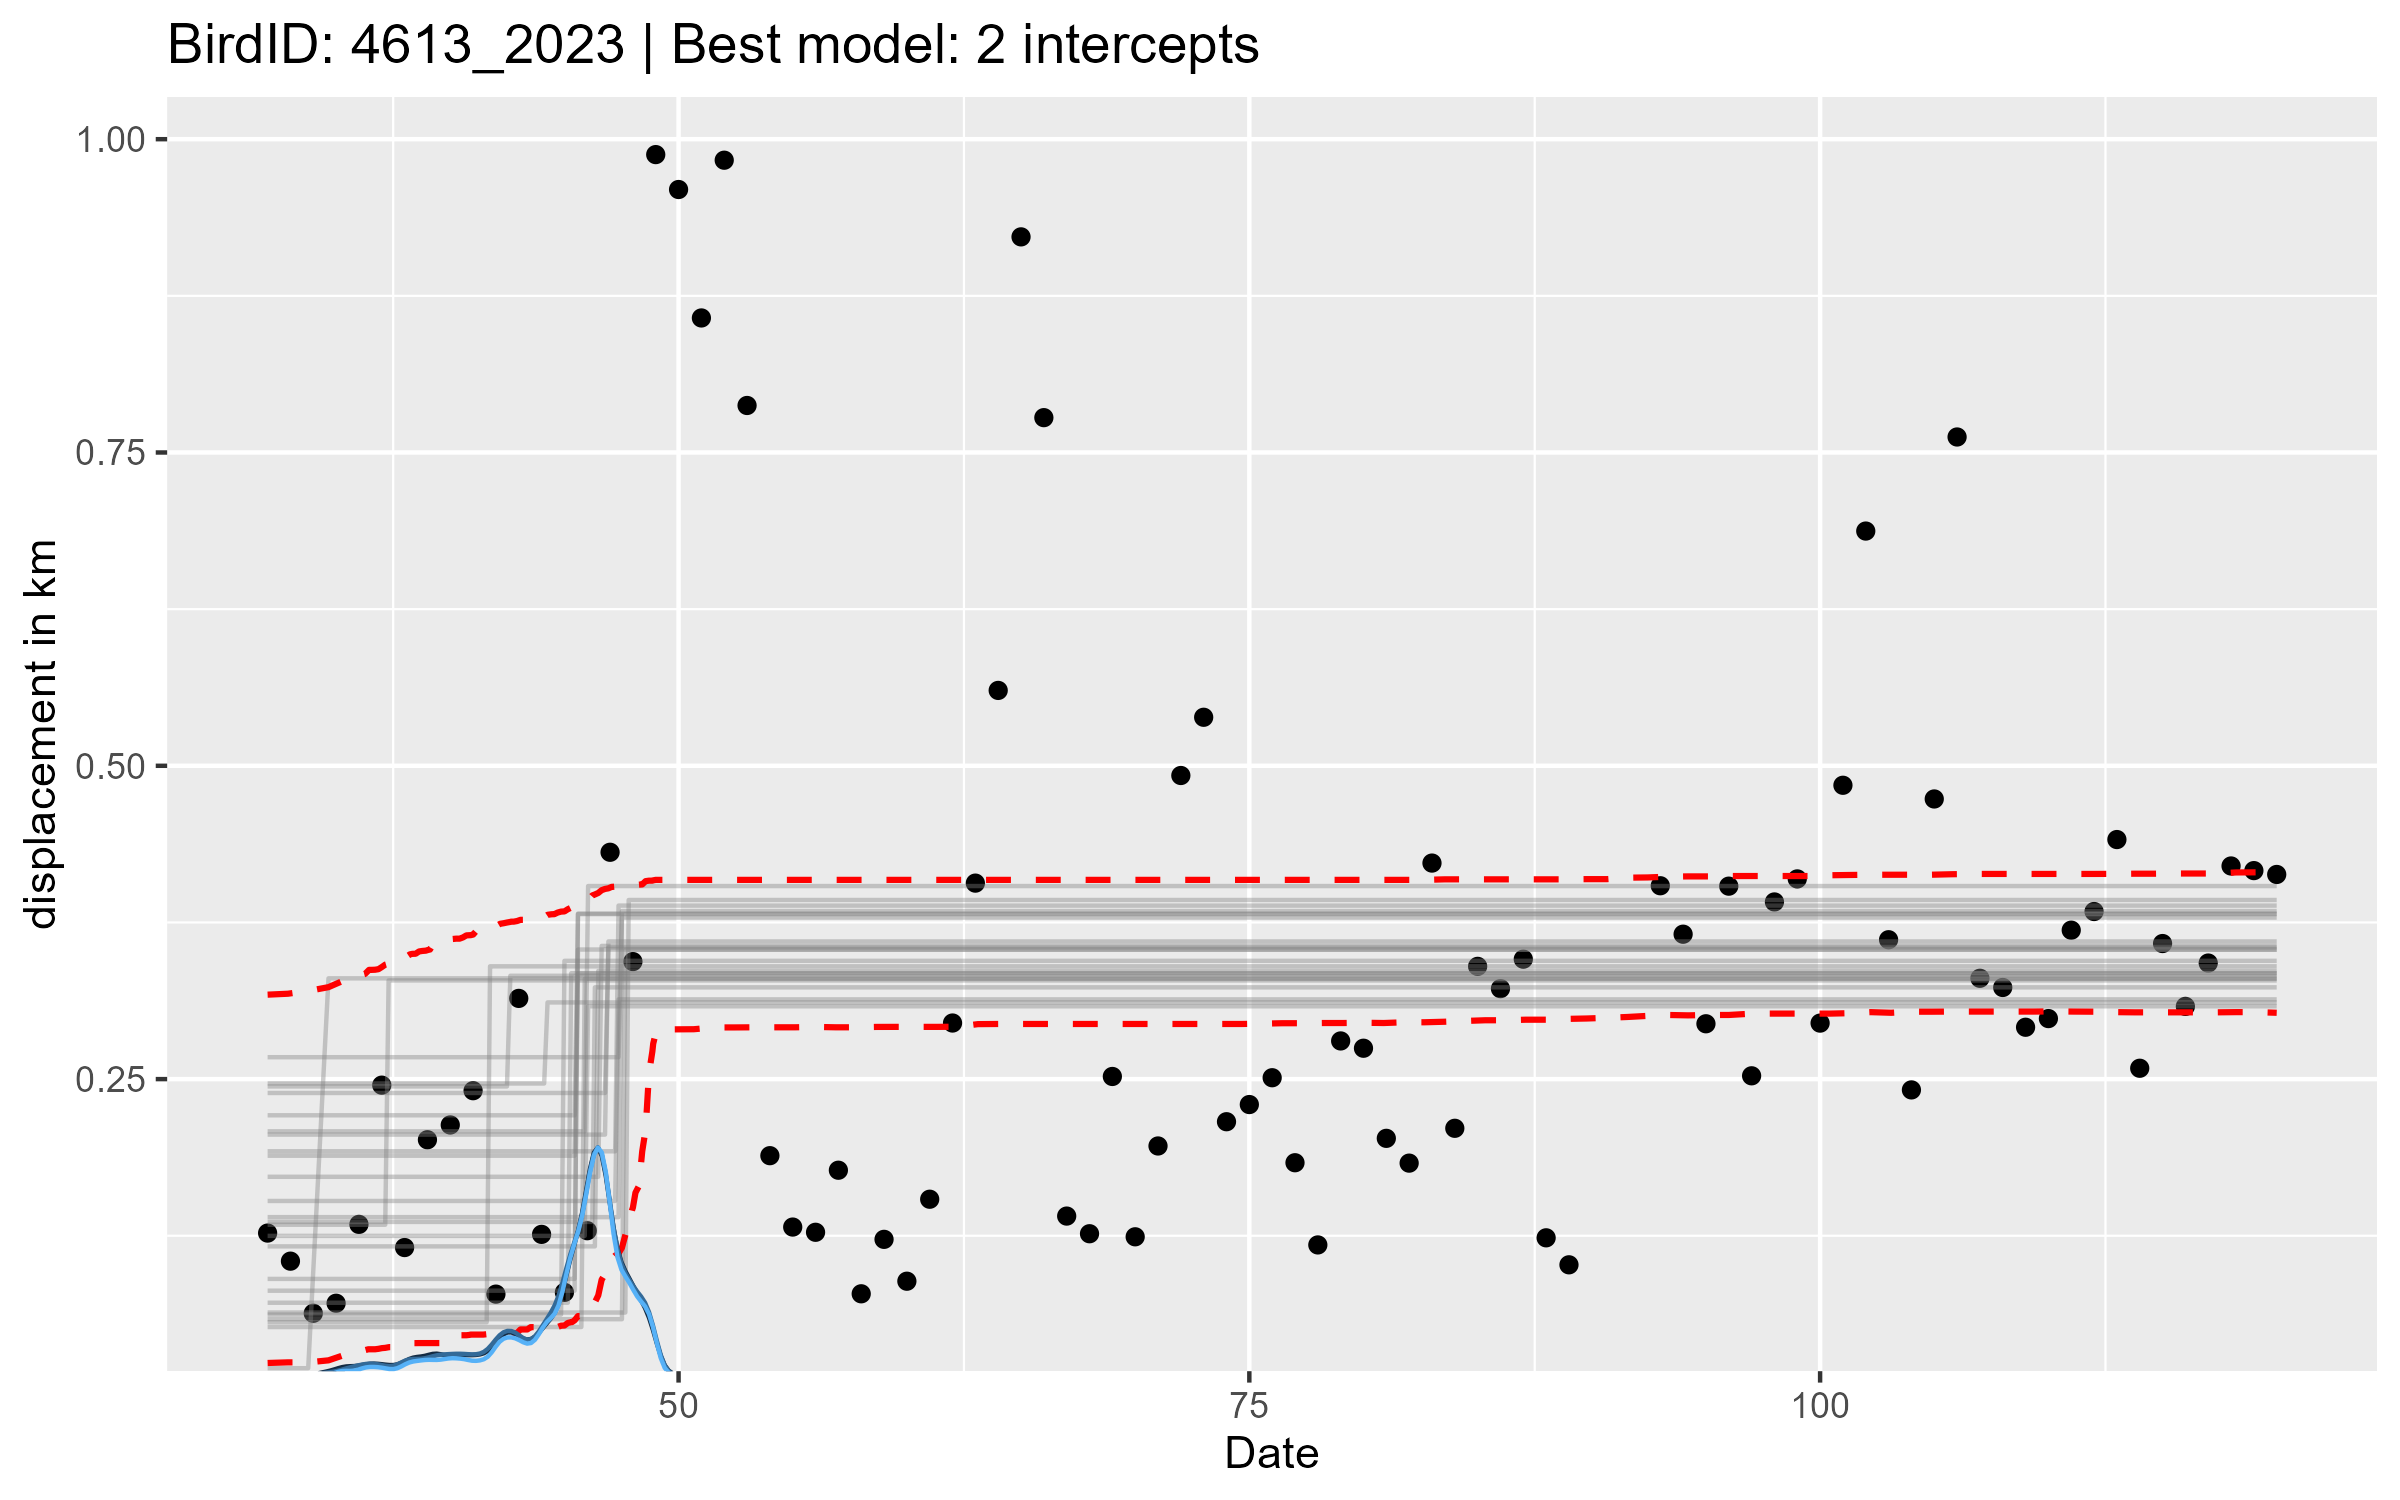 BirdID: 4613_2023 | Best model: 2 intercepts
1.00
0.75
0.50
0.25
displacement in km
50
75
100
Date